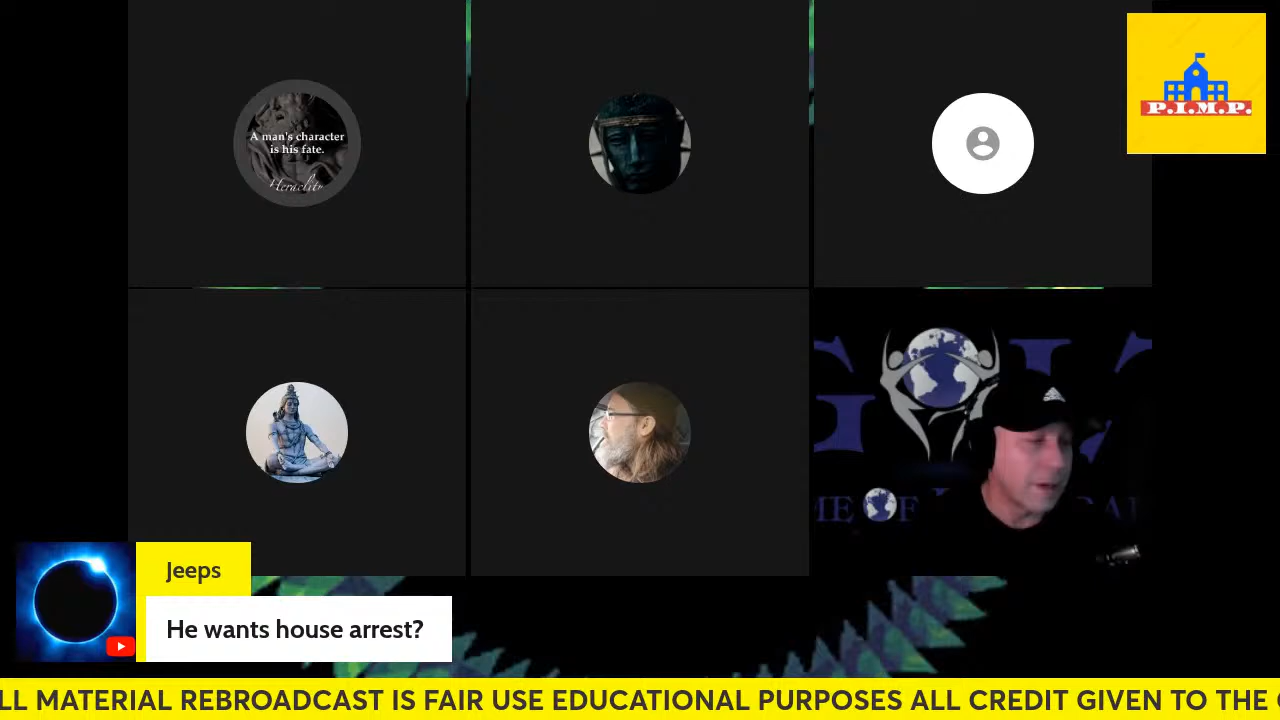 A man's character
is his fate.
P.I.M.P.
Jeeps
He wants house arrest?
LL MATERIAL REBROADCAST IS FAIR USE EDUCATIONAL PURPOSES ALL CREDIT GIVEN TO THE